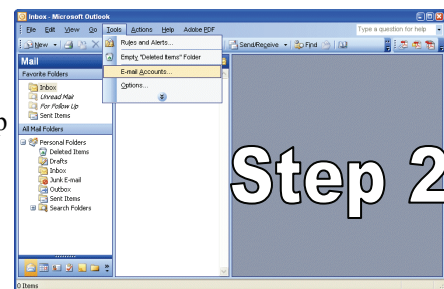 p
Inbox - Microsoft Outlook
File Edit View Go Tools Actions Help Adobe PDF Type a question for help
New Send/Receive Find
Rules and Alerts...
Empty "Deleted Items" Folder
E-mail Accounts...
Options...
Mail
Favorite Folders
Inbox
Unread Mail
For Follow Up
Sent Items
All Mail Folders
Personal Folders
Deleted Items
Drafts
Inbox
Junk E-mail
Outbox
Sent Items
Search Folders
Step 2
0 Items